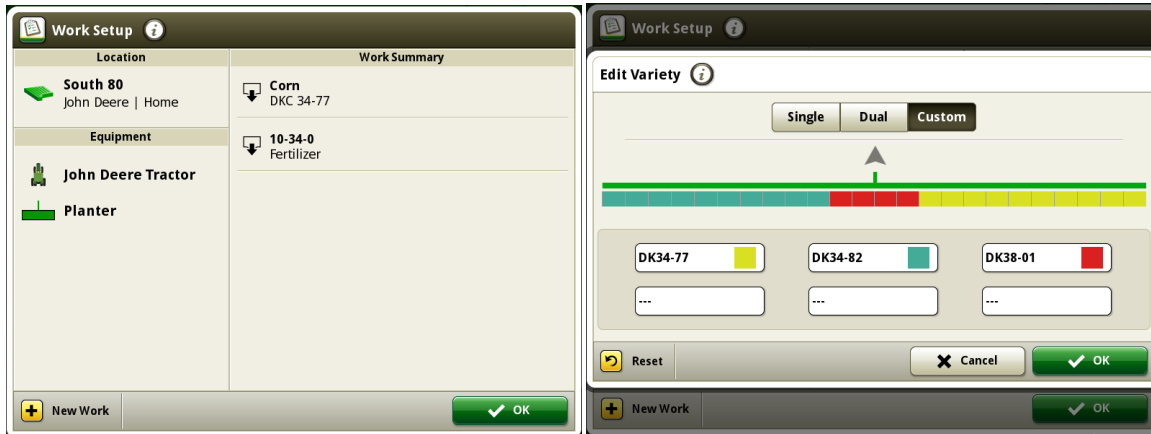 Work Setup
Location
South 80
John Deere | Home
Equipment
John Deere Tractor
Planter
Work Summary
Corn
DKC 34-77
10-34-0
Fertilizer
New Work
OK
Work Setup
Edit Variety
Single Dual Custom
DK34-77 DK34-82 DK38-01
--- --- ---
Reset
Cancel
OK
New Work
OK